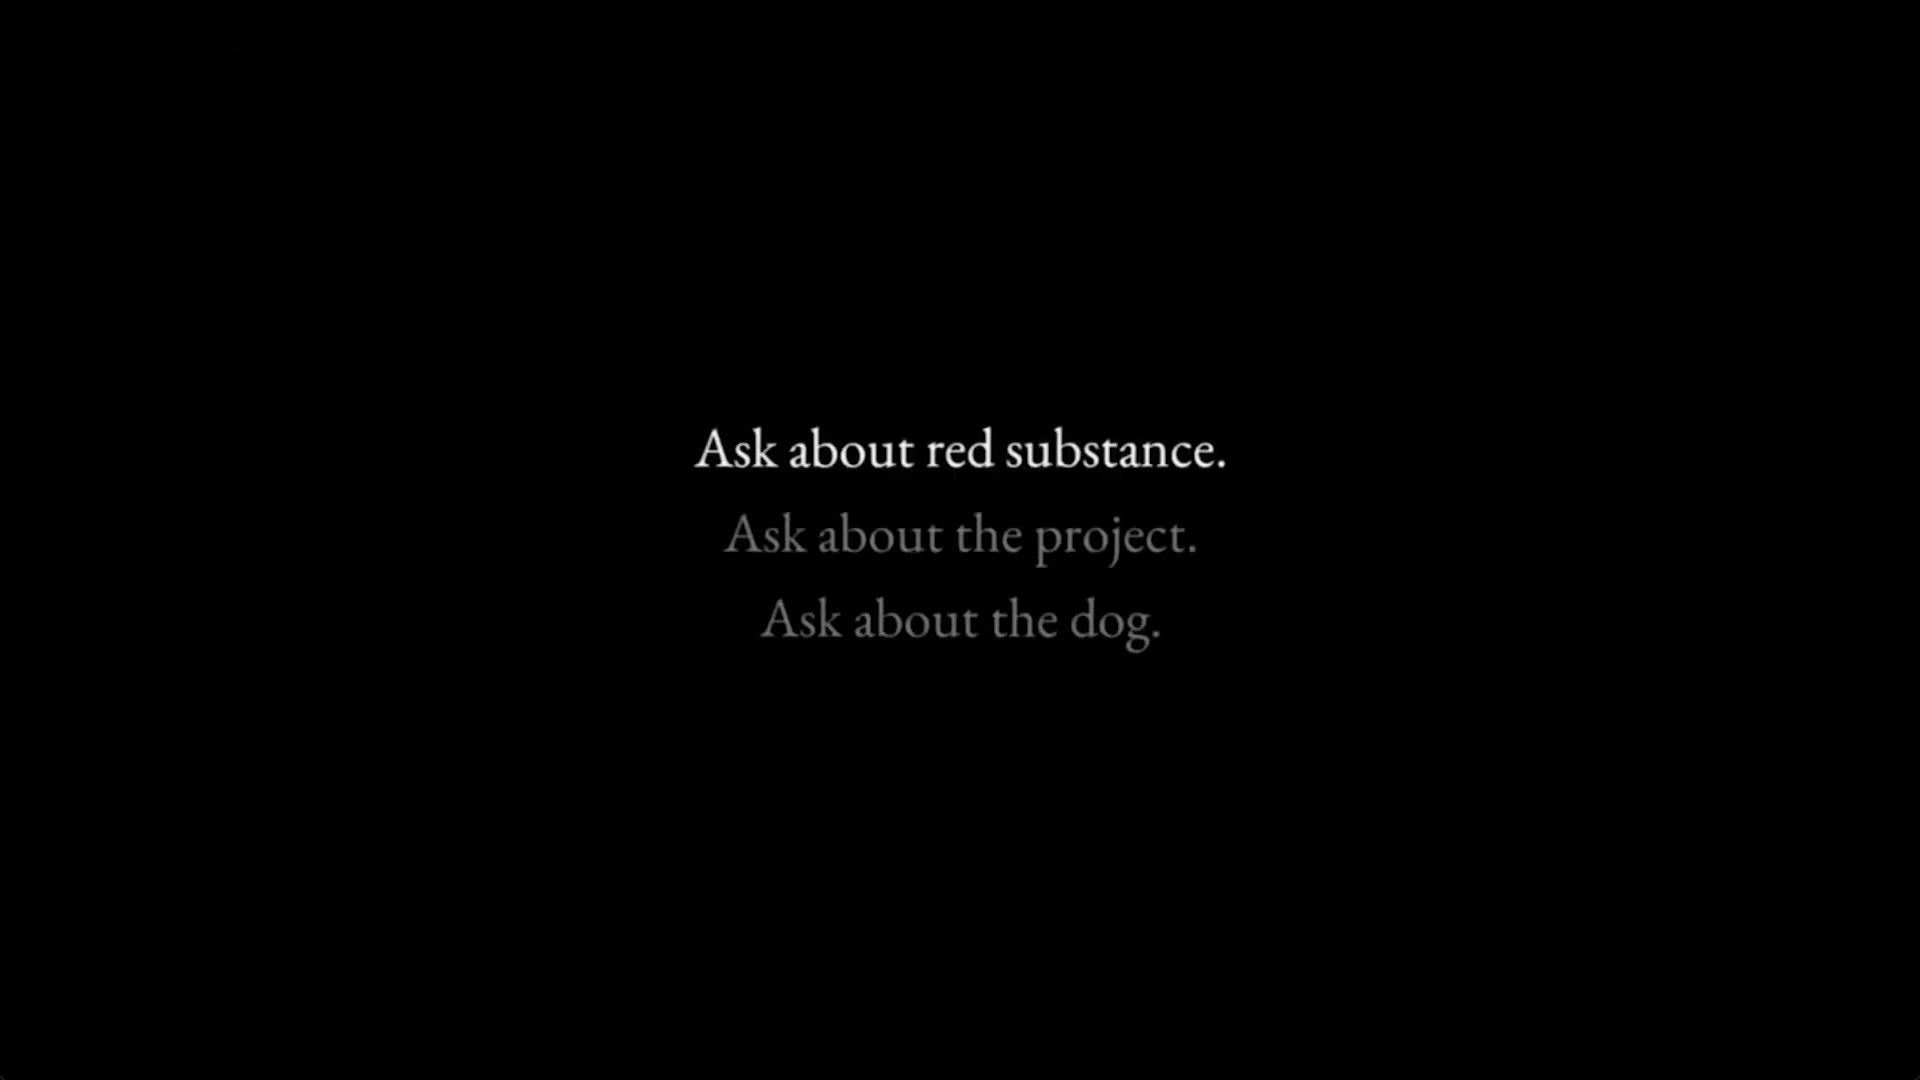 Ask about red substance.
Ask about the project.
Ask about the dog.